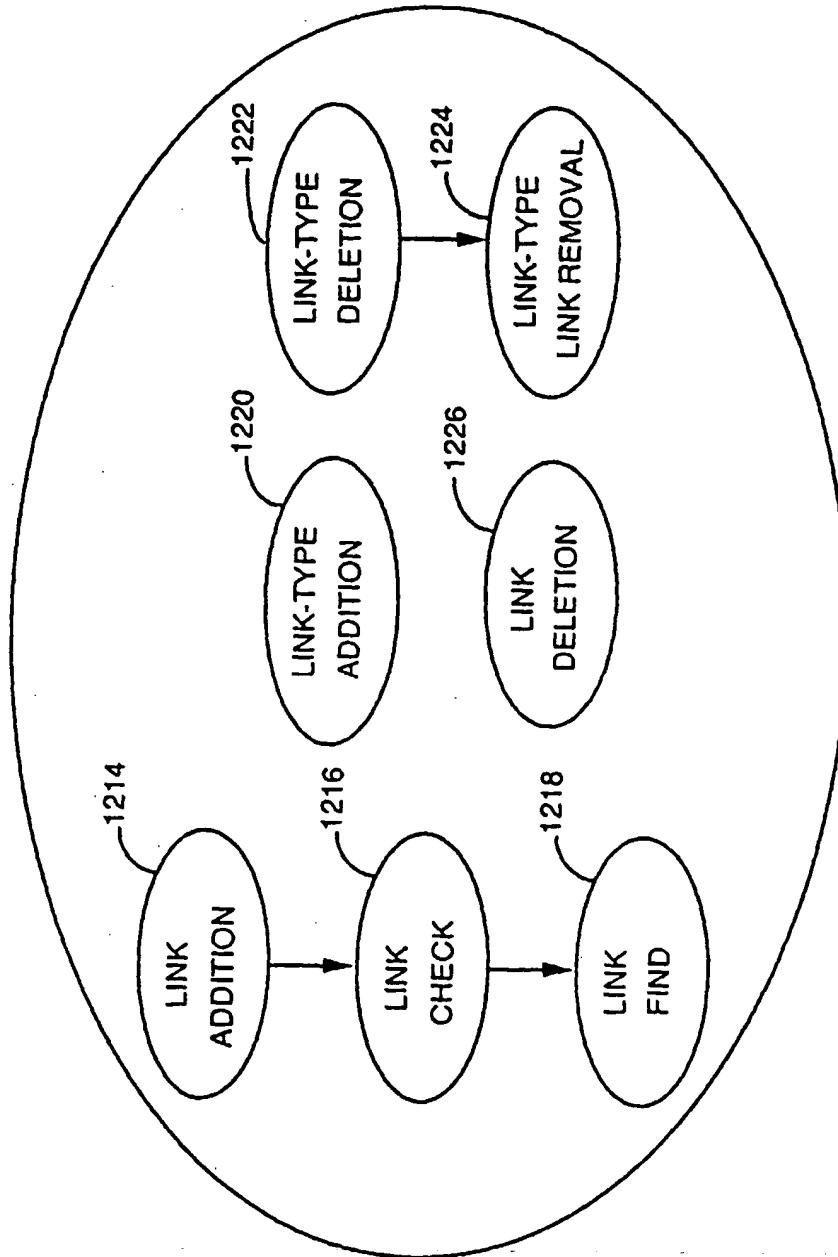 LINK
ADDITION
1214
LINK
CHECK
1216
LINK
FIND
1218
LINK-TYPE
ADDITION
1220
LINK
DELETION
1226
LINK-TYPE
DELETION
1222
LINK-TYPE
LINK REMOVAL
1224